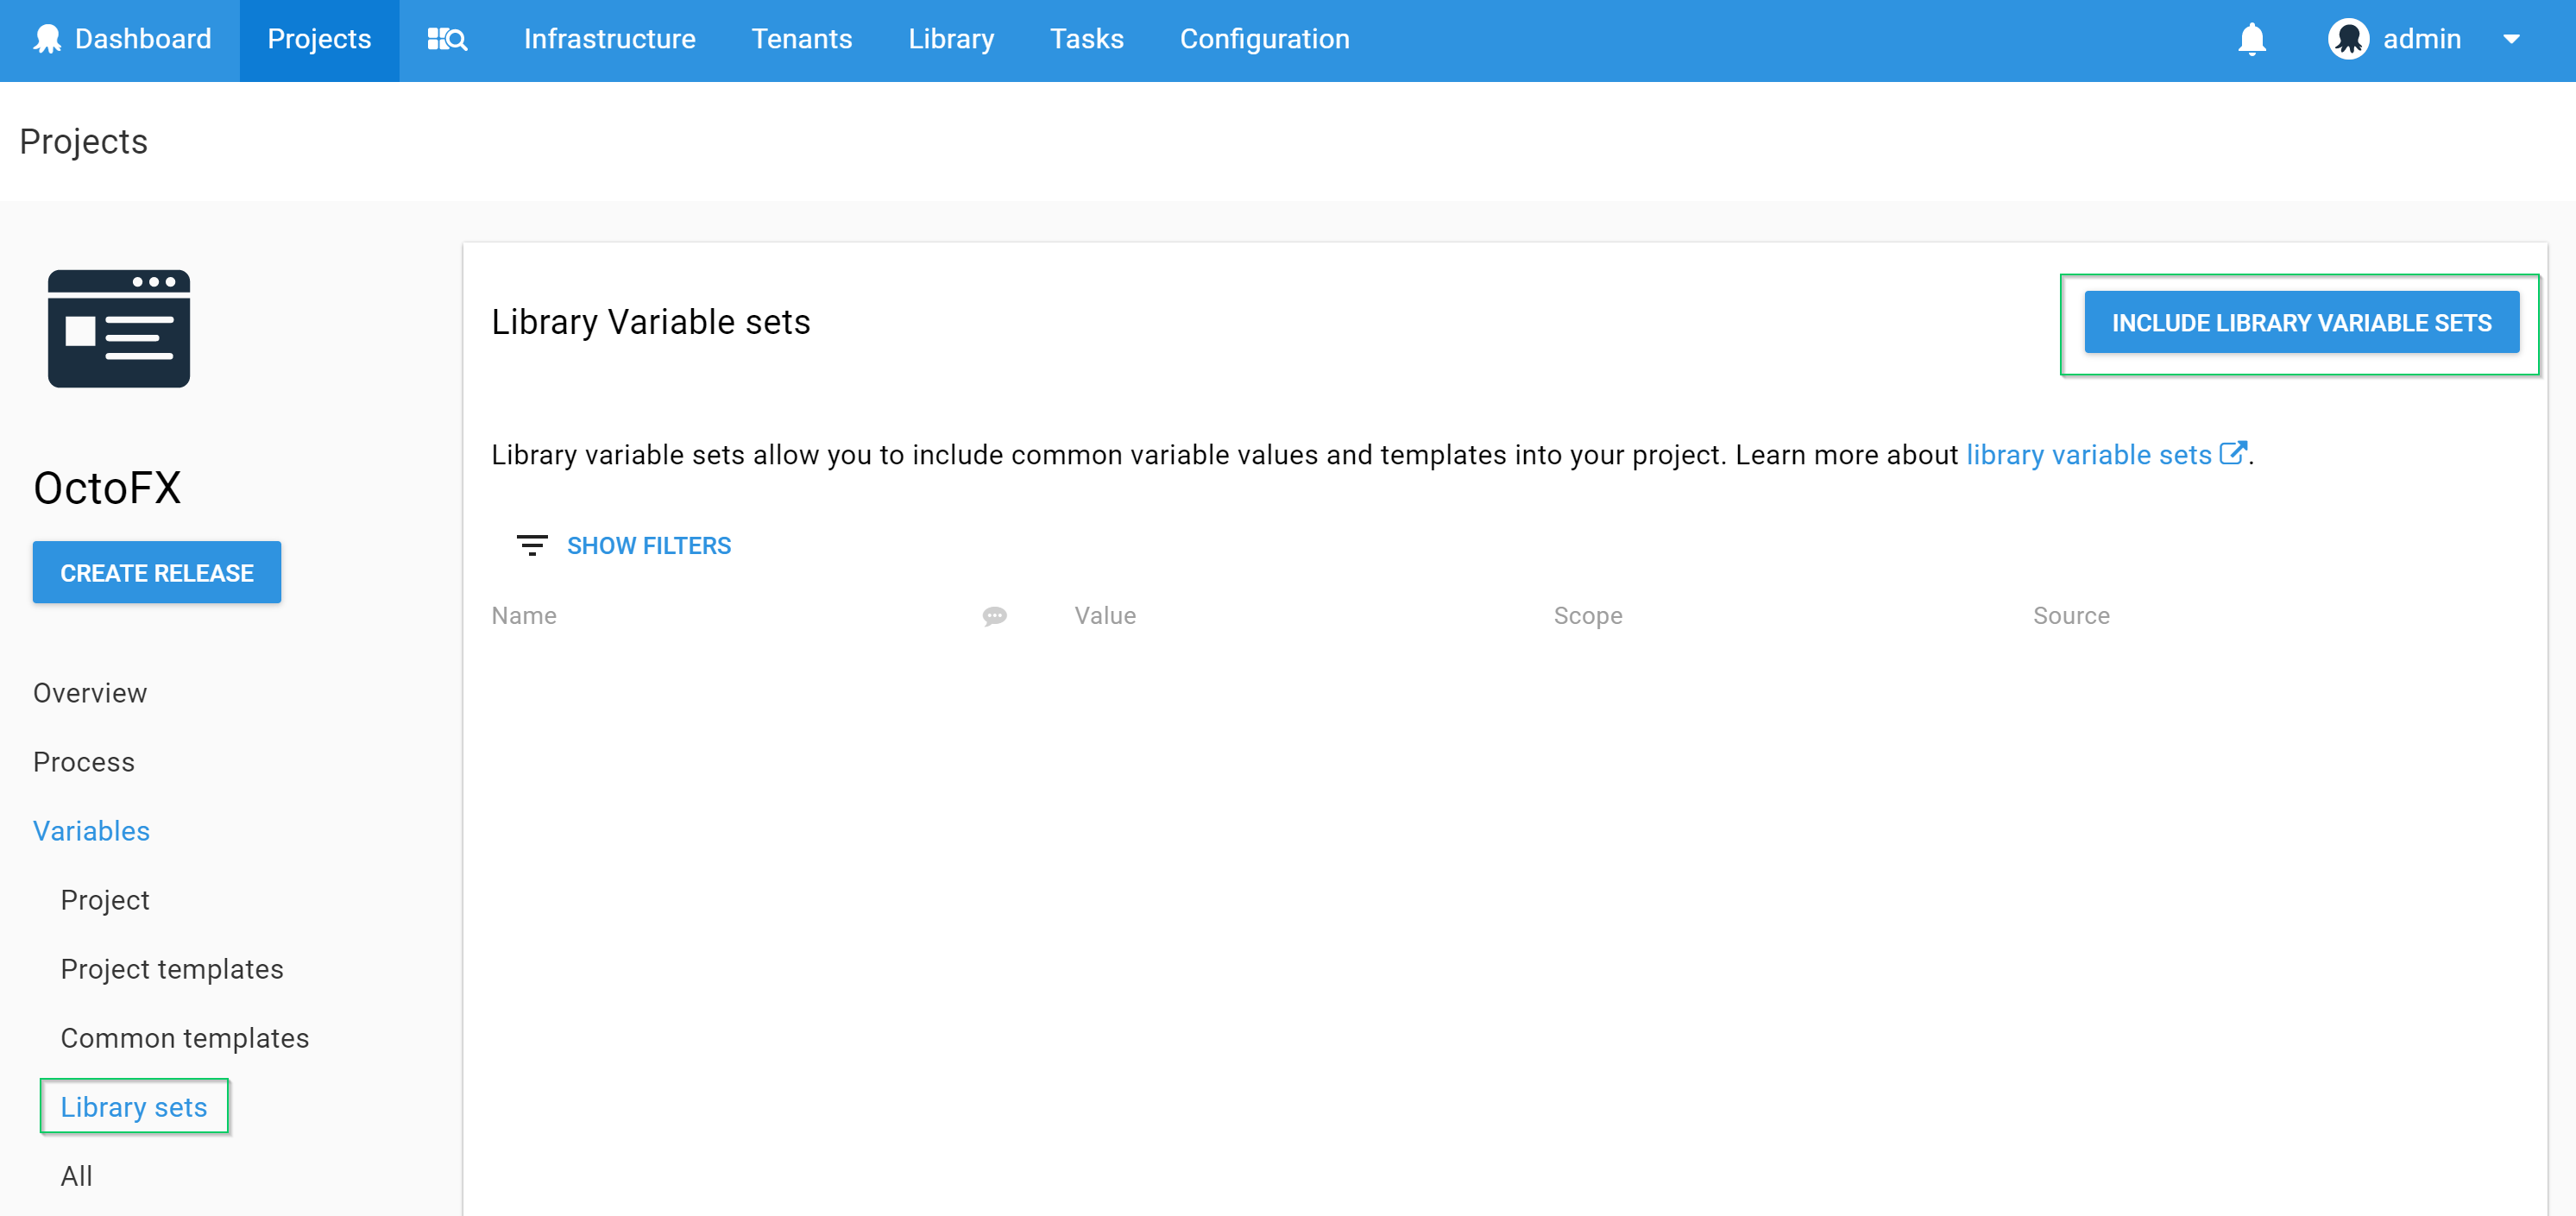 Dashboard Projects Infrastructure Tenants Library Tasks Configuration admin
Projects
Library Variable sets
INCLUDE LIBRARY VARIABLE SETS
Library variable sets allow you to include common variable values and templates into your project. Learn more about library variable sets.
SHOW FILTERS
Name Value Scope Source
OctoFX
CREATE RELEASE
Overview
Process
Variables
Project
Project templates
Common templates
Library sets
All